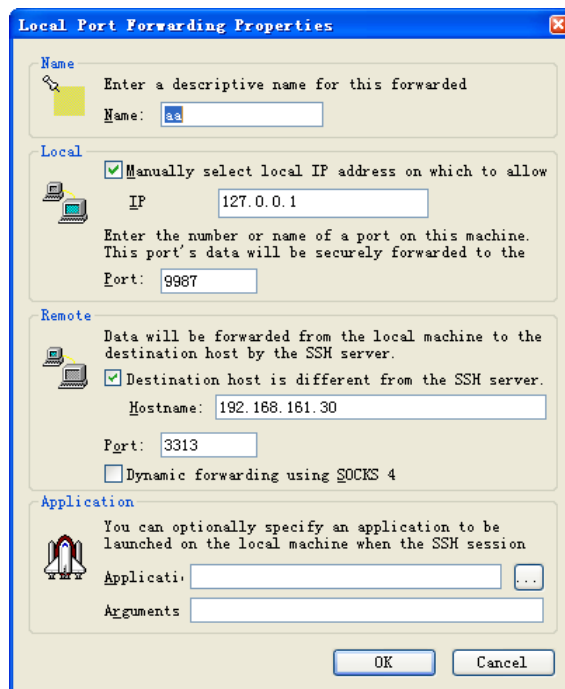 Local Port Forwarding Properties
Name
Enter a descriptive name for this forwarded
Name: aa
Local
Manually select local IP address on which to allow
IP 127.0.0.1
Enter the number or name of a port on this machine.
This port's data will be securely forwarded to the
Port: 9987
Remote
Data will be forwarded from the local machine to the
destination host by the SSH server.
Destination host is different from the SSH server.
Hostname: 192.168.161.30
Port: 3313
Dynamic forwarding using SOCKS 4
Application
You can optionally specify an application to be
launched on the local machine when the SSH session
Applicati
...
Arguments
OK Cancel